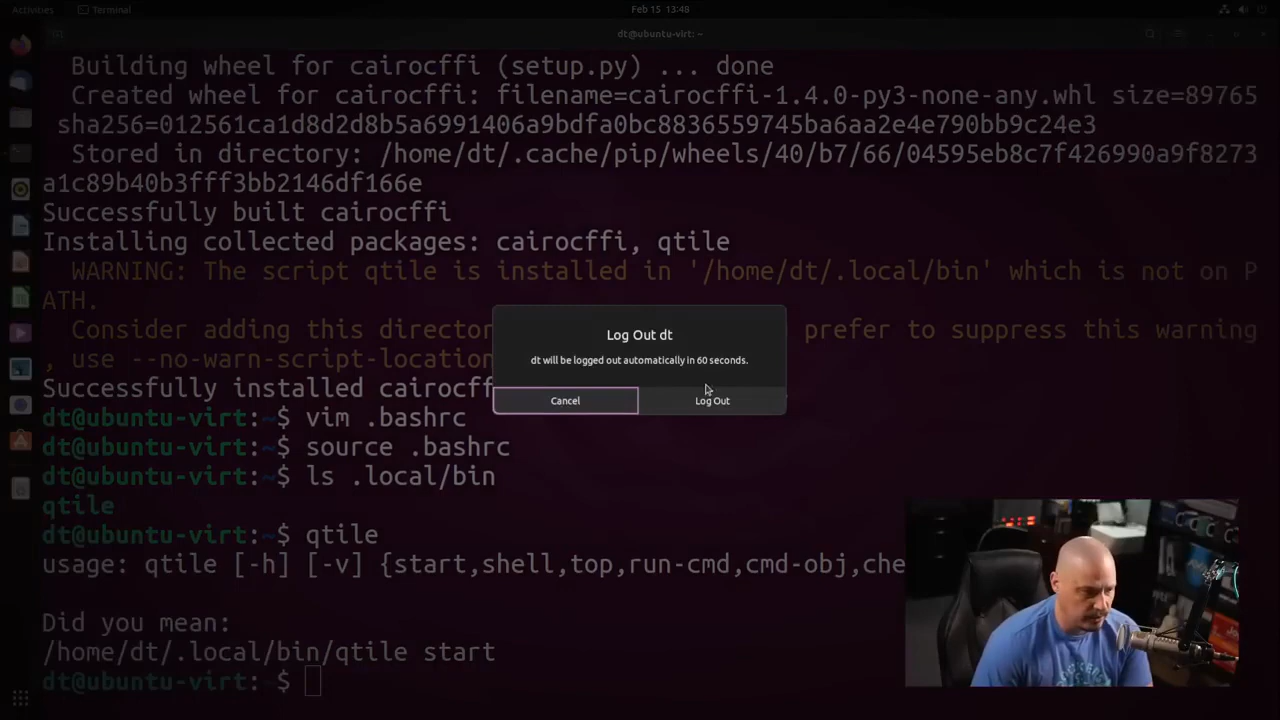 Activities
Terminal
Feb 15 13:48
dt@ubuntu-virt: ~
Building wheel for cairocffi (setup.py) ... done
Created wheel for cairocffi: filename=cairocffi-1.4.0-py3-none-any.whl size=89765
sha256=012561ca1d8d2d8b5a6991406a9bdfa0bc8836559745ba6aa2e4e790bb9c24e3
Stored in directory: /home/dt/.cache/pip/wheels/40/b7/66/04595eb8c7f426990a9f8273
a1c89b40b3fff3bb2146df166e
Successfully built cairocffi
Installing collected packages: cairocffi, qtile
WARNING: The script qtile is installed in '/home/dt/.local/bin' which is not on P
ATH.
Consider adding this direc prefer to suppress this warning
, use --no-warn-script-location
Successfully installed cairocf
Log Out dt
dt will be logged out automatically in 60 seconds.
Cancel
Log Out
dt@ubuntu-virt:~$ vim .bashrc
dt@ubuntu-virt:~$ source .bashrc
dt@ubuntu-virt:~$ ls .local/bin
qtile
dt@ubuntu-virt:~$ qtile
usage: qtile [-h] [-v] {start,shell,top,run-cmd,cmd-obj,che
Did you mean:
/home/dt/.local/bin/qtile start
dt@ubuntu-virt:~$